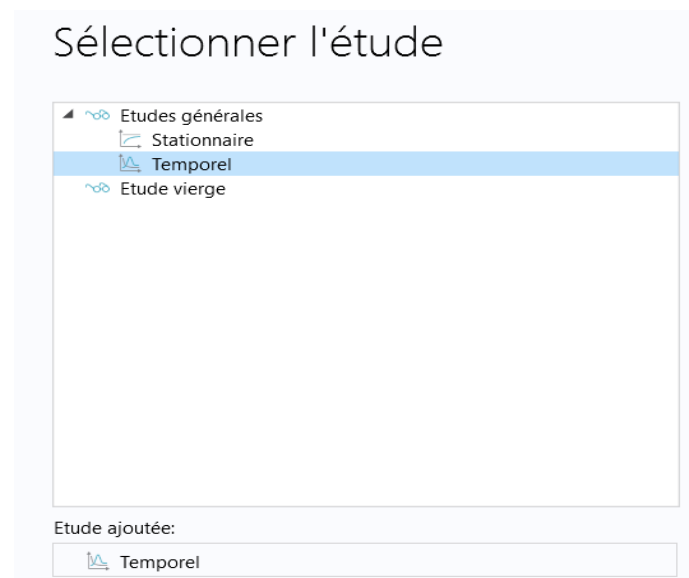 Sélectionner l'étude
Etudes générales
Stationnaire
Temporel
Etude vierge
Etude ajoutée:
Temporel